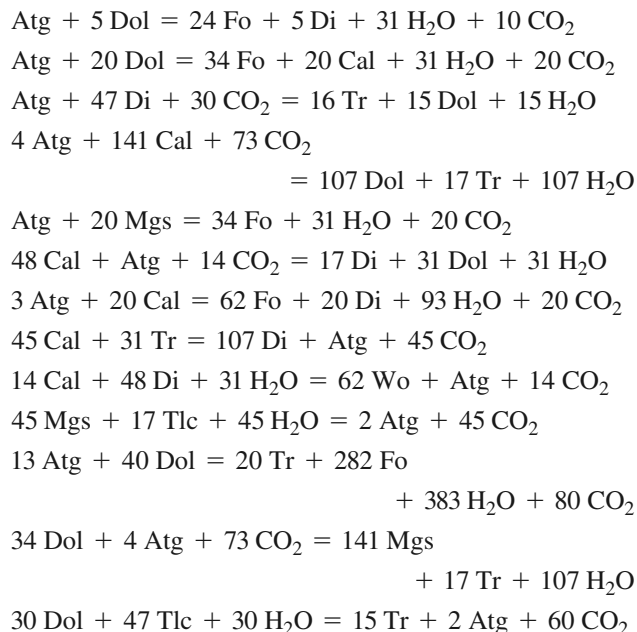 Atg + 5 Dol = 24 Fo + 5 Di + 31 H₂O + 10 CO₂
Atg + 20 Dol = 34 Fo + 20 Cal + 31 H₂O + 20 CO₂
Atg + 47 Di + 30 CO₂ = 16 Tr + 15 Dol + 15 H₂O
4 Atg + 141 Cal + 73 CO₂
= 107 Dol + 17 Tr + 107 H₂O
Atg + 20 Mgs = 34 Fo + 31 H₂O + 20 CO₂
48 Cal + Atg + 14 CO₂ = 17 Di + 31 Dol + 31 H₂O
3 Atg + 20 Cal = 62 Fo + 20 Di + 93 H₂O + 20 CO₂
45 Cal + 31 Tr = 107 Di + Atg + 45 CO₂
14 Cal + 48 Di + 31 H₂O = 62 Wo + Atg + 14 CO₂
45 Mgs + 17 Tlc + 45 H₂O = 2 Atg + 45 CO₂
13 Atg + 40 Dol = 20 Tr + 282 Fo
+ 383 H₂O + 80 CO₂
34 Dol + 4 Atg + 73 CO₂ = 141 Mgs
+ 17 Tr + 107 H₂O
30 Dol + 47 Tlc + 30 H₂O = 15 Tr + 2 Atg + 60 CO₂